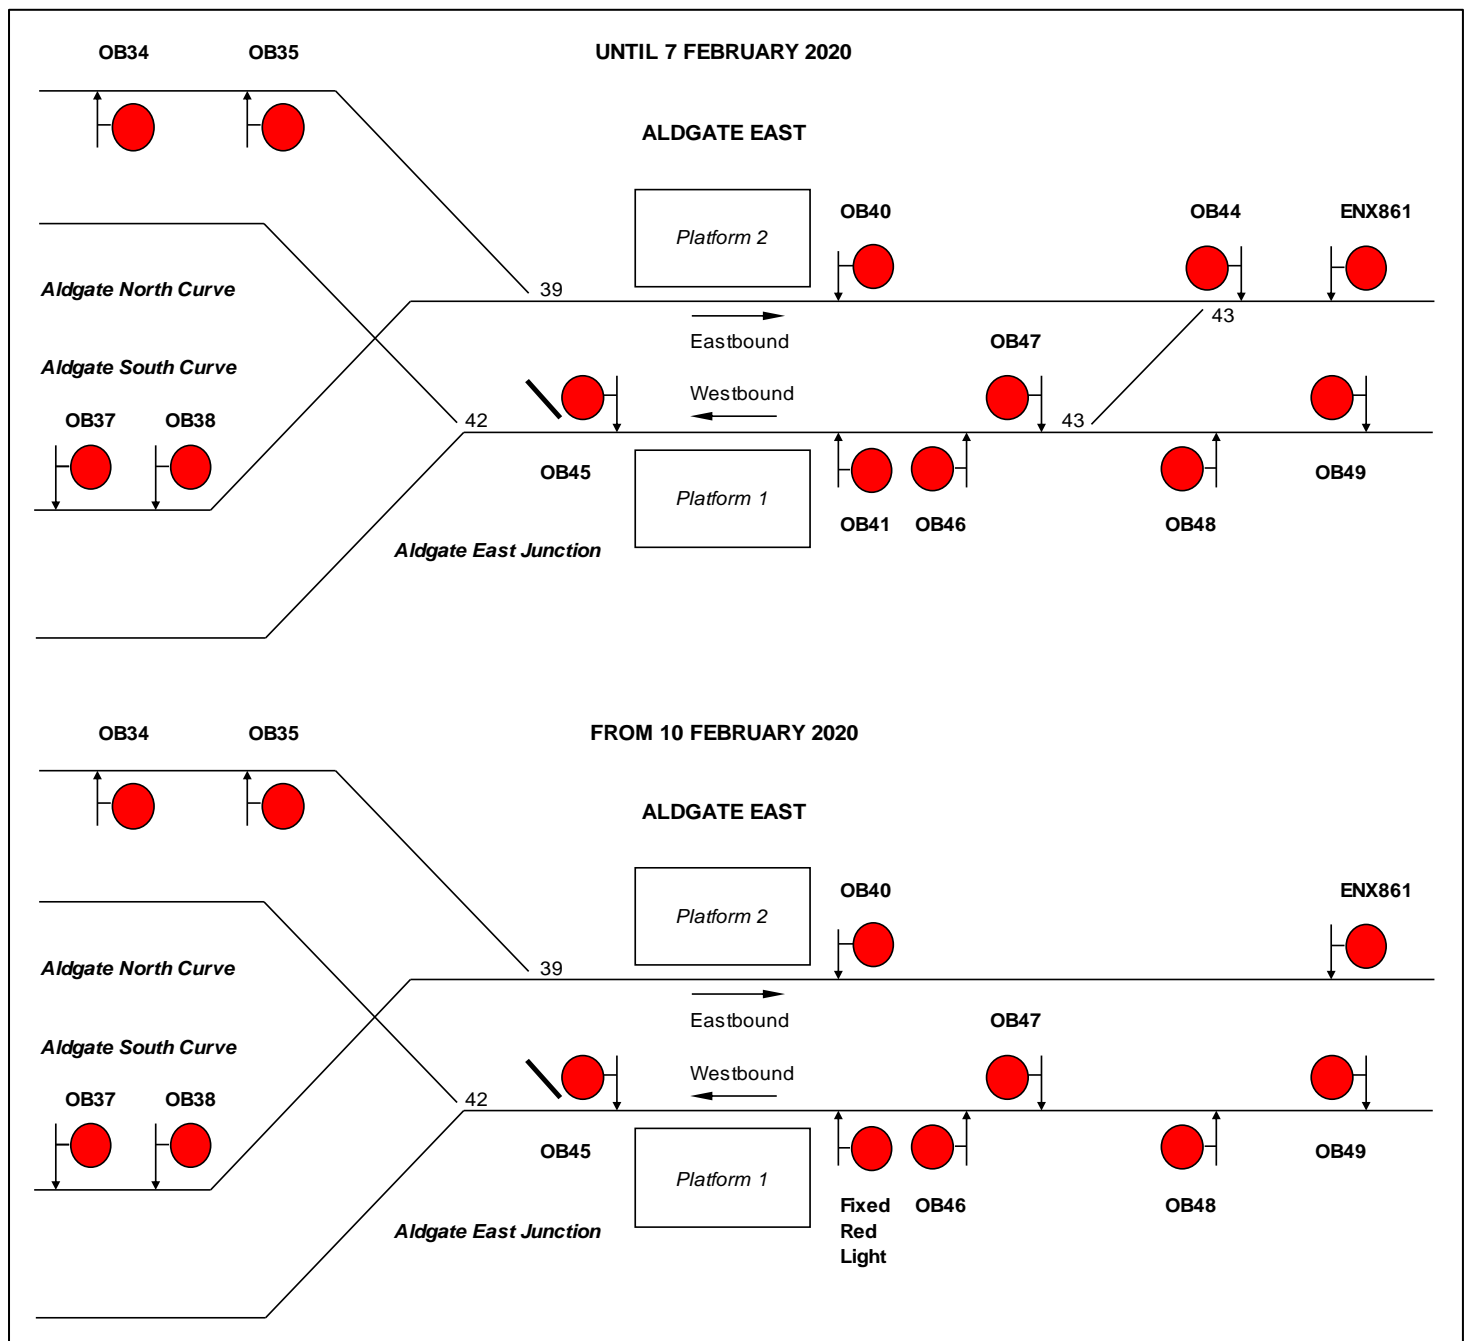 OB34 OB35 UNTIL 7 FEBRUARY 2020
ALDGATE EAST
Platform 2
OB40 OB44 ENX861
Aldgate North Curve
39
43
Eastbound
OB47
Aldgate South Curve
Westbound
OB37 OB38
42
43
OB45
Platform 1
OB41 OB46 OB48 OB49
Aldgate East Junction
OB34 OB35 FROM 10 FEBRUARY 2020
ALDGATE EAST
OB40 ENX861
Platform 2
Aldgate North Curve
39
Eastbound
OB47
Aldgate South Curve
Westbound
OB37 OB38
42
OB45
Platform 1
Fixed
Red
Light
OB46 OB48 OB49
Aldgate East Junction